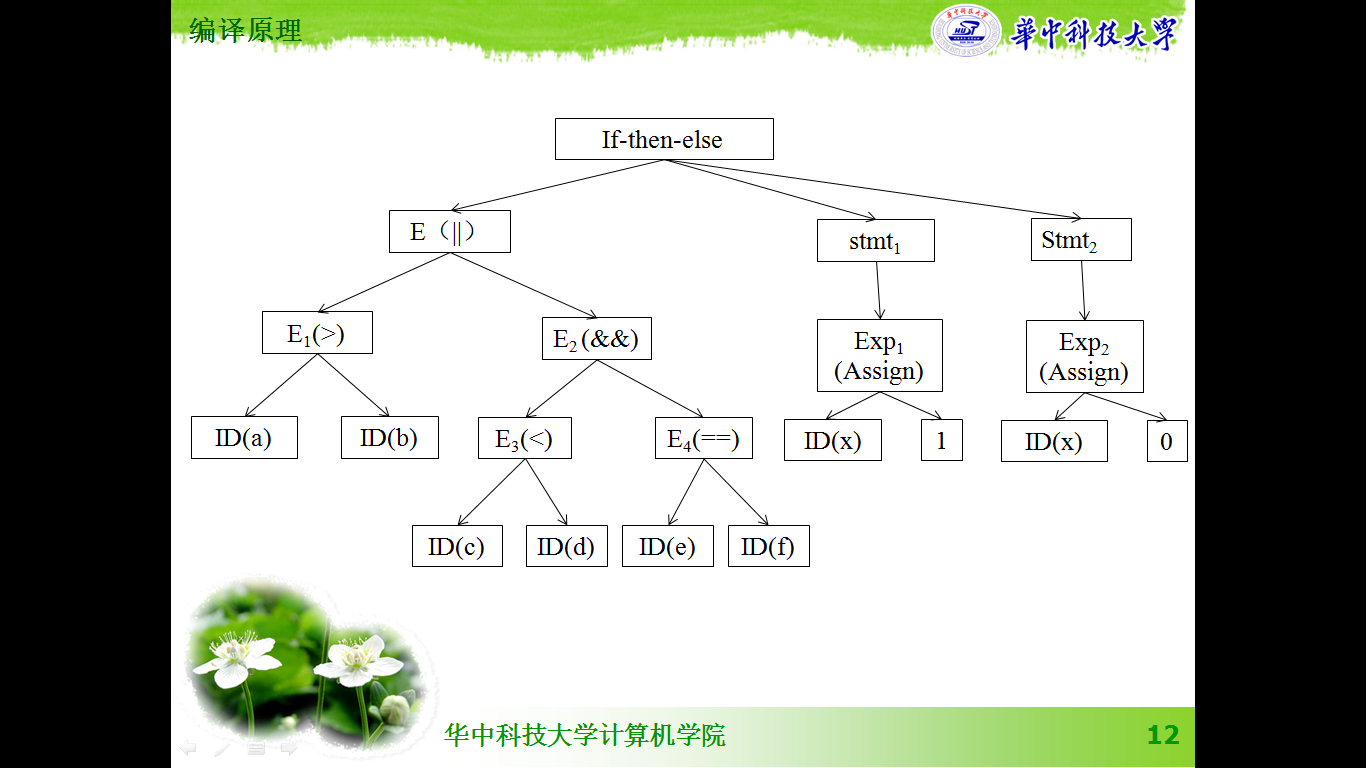 编译原理
華中科技大学
If-then-else
E（||）
stmt₁
Stmt₂
E₁(>)
E₂(&&)
Exp₁
(Assign)
Exp₂
(Assign)
ID(a)
ID(b)
E₃(<)
E₄(==)
ID(x)
1
ID(x)
0
ID(c)
ID(d)
ID(e)
ID(f)
华中科技大学计算机学院
12